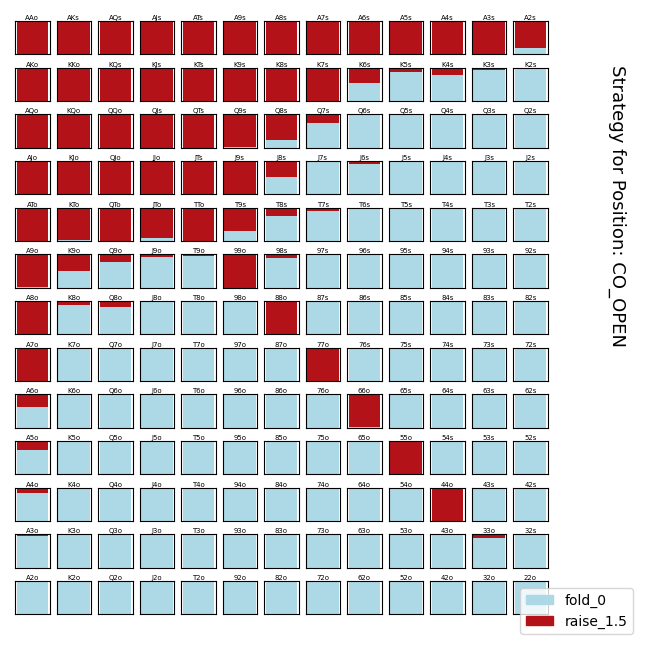 AAo AKs AQs AJs ATs A9s A8s A7s A6s A5s A4s A3s A2s
AKo KKo KQs KJs KTs K9s K8s K7s K6s K5s K4s K3s K2s
AQo KQo QQo QJs QTs Q9s Q8s Q7s Q6s Q5s Q4s Q3s Q2s
AJo KJo QJo JJo JTs J9s J8s J7s J6s J5s J4s J3s J2s
ATo KTo QTo JTo TTo T9s T8s T7s T6s T5s T4s T3s T2s
A9o K9o Q9o J9o T9o 99o 98s 97s 96s 95s 94s 93s 92s
A8o K8o Q8o J8o T8o 98o 88o 87s 86s 85s 84s 83s 82s
A7o K7o Q7o J7o T7o 97o 87o 77o 76s 75s 74s 73s 72s
A6o K6o Q6o J6o T6o 96o 86o 76o 66o 65s 64s 63s 62s
A5o K5o Q5o J5o T5o 95o 85o 75o 65o 55o 54s 53s 52s
A4o K4o Q4o J4o T4o 94o 84o 74o 64o 54o 44o 43s 42s
A3o K3o Q3o J3o T3o 93o 83o 73o 63o 53o 43o 33o 32s
A2o K2o Q2o J2o T2o 92o 82o 72o 62o 52o 42o 32o 22o
Strategy for Position: CO_OPEN
fold_0
raise_1.5